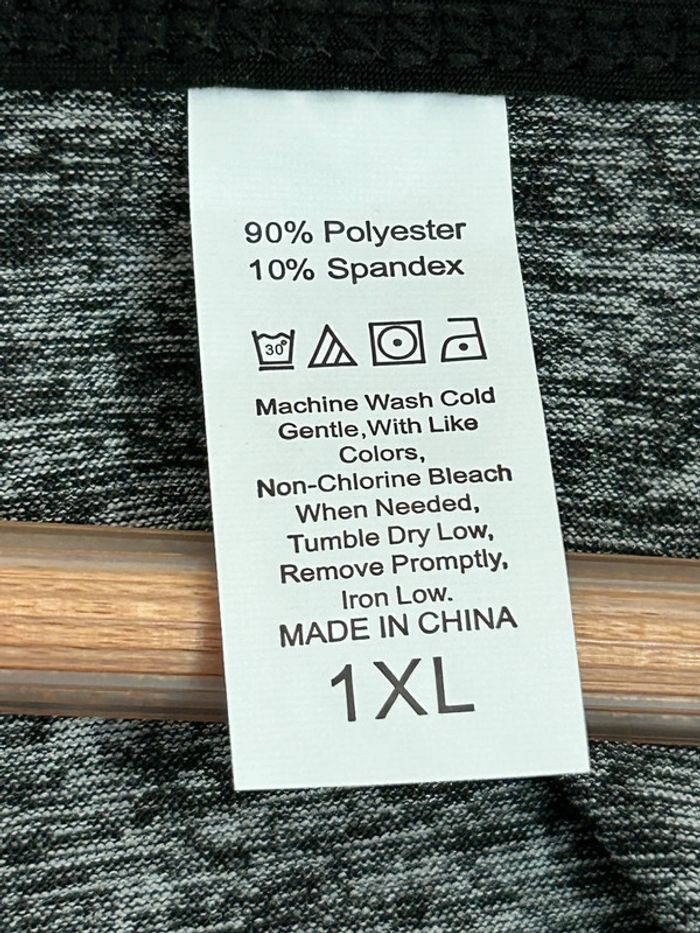 90% Polyester
10% Spandex
30°
Machine Wash Cold
Gentle,With Like
Colors,
Non-Chlorine Bleach
When Needed,
Tumble Dry Low,
Remove Promptly,
Iron Low.
MADE IN CHINA
1XL